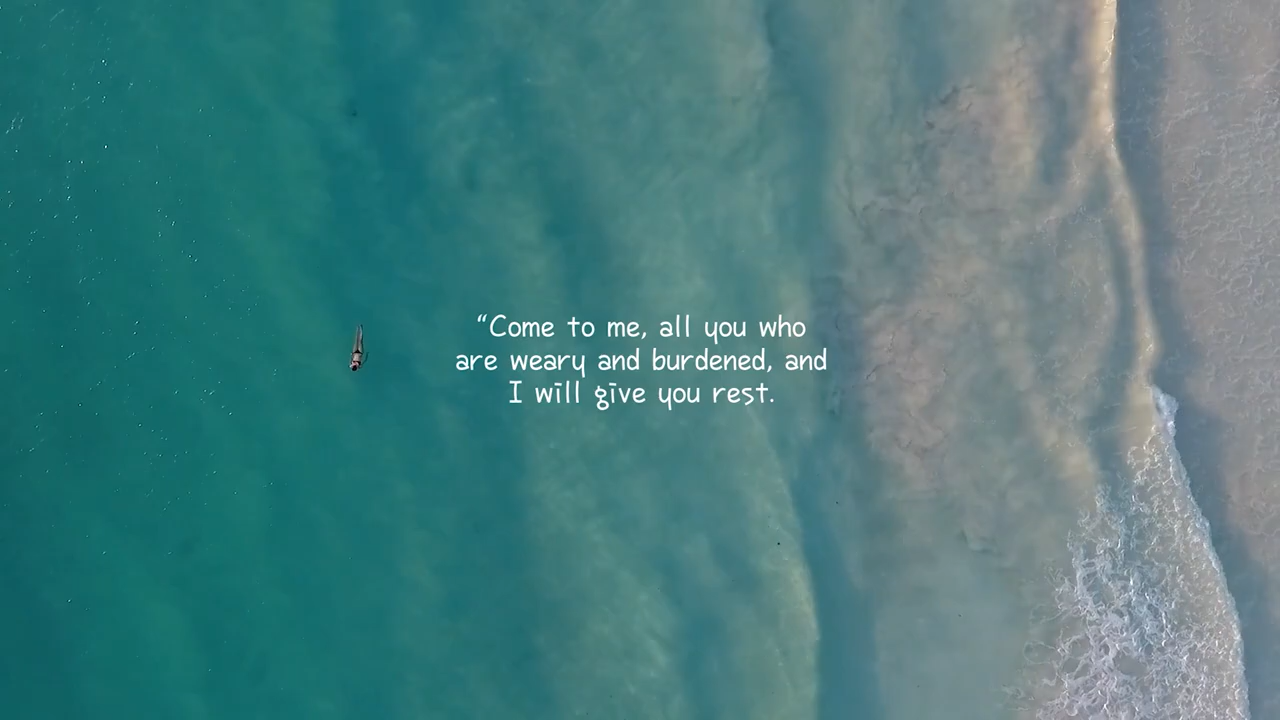 “Come to me, all you who
are weary and burdened, and
I will give you rest.